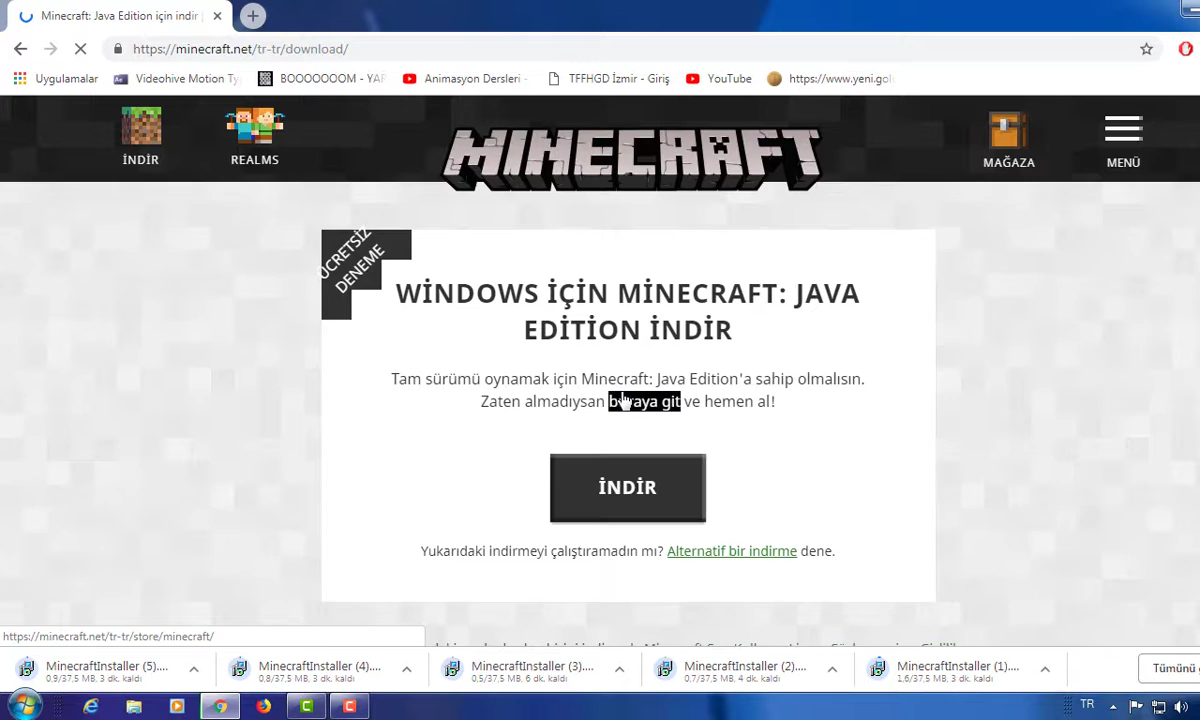 Minecraft: Java Edition için indir
https://minecraft.net/tr-tr/download/
Uygulamalar
Videohive Motion Ty
BOOOOOOOM - YAR
Animasyon Dersleri -
TFFHGD İzmir - Giriş
YouTube
https://www.yeni.gol
İNDİR
REALMS
MINECRAFT
MAĞAZA
MENÜ
ÜCRETSİZ
DENEME
WİNDOWS İÇİN MİNECRAFT: JAVA
EDİTİON İNDİR
Tam sürümü oynamak için Minecraft: Java Edition'a sahip olmalısın.
Zaten almadıysan buraya git ve hemen al!
İNDİR
Yukarıdaki indirmeyi çalıştıramadın mı? Alternatif bir indirme dene.
https://minecraft.net/tr-tr/store/minecraft/
MinecraftInstaller (5)....
0,9/37,5 MB, 3 dk. kaldı
MinecraftInstaller (4)....
0,8/37,5 MB, 3 dk. kaldı
MinecraftInstaller (3)....
0,5/37,5 MB, 6 dk. kaldı
MinecraftInstaller (2)....
0,7/37,5 MB, 4 dk. kaldı
MinecraftInstaller (1)....
1,6/37,5 MB, 3 dk. kaldı
Tümünü
TR